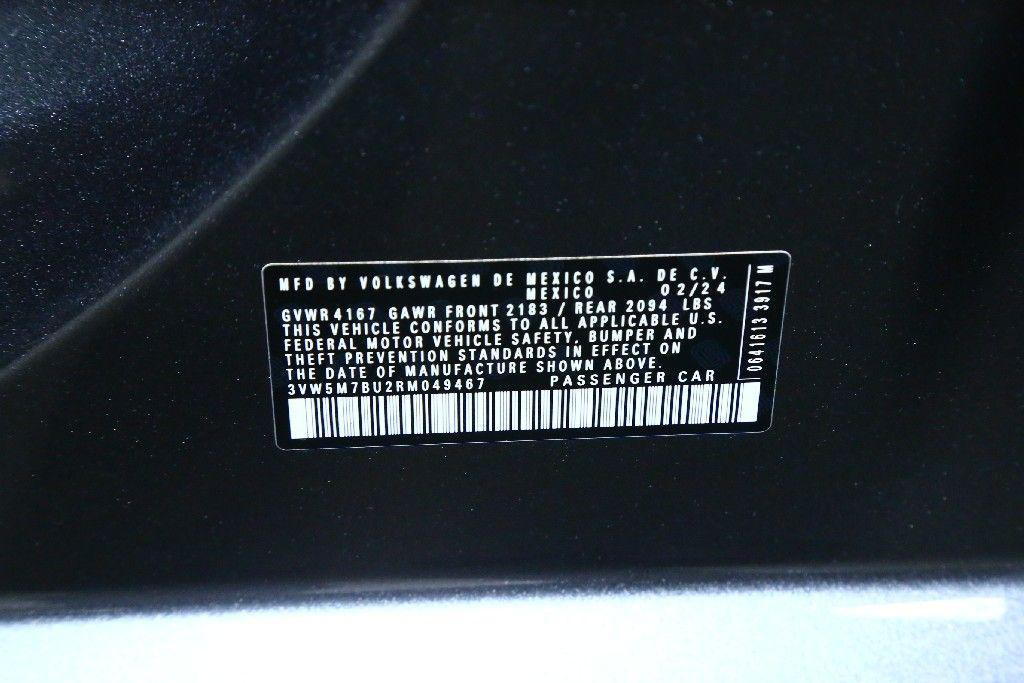 MFD BY VOLKSWAGEN DE MEXICO S.A. DE C.V.
MEXICO 02/24
GVWR 4167 GAWR FRONT 2183 / REAR 2094 LBS
THIS VEHICLE CONFORMS TO ALL APPLICABLE U.S.
FEDERAL MOTOR VEHICLE SAFETY, BUMPER AND
THEFT PREVENTION STANDARDS IN EFFECT ON
THE DATE OF MANUFACTURE SHOWN ABOVE.
3VW5M7BU2RM049467 PASSENGER CAR
0641613 3917 M